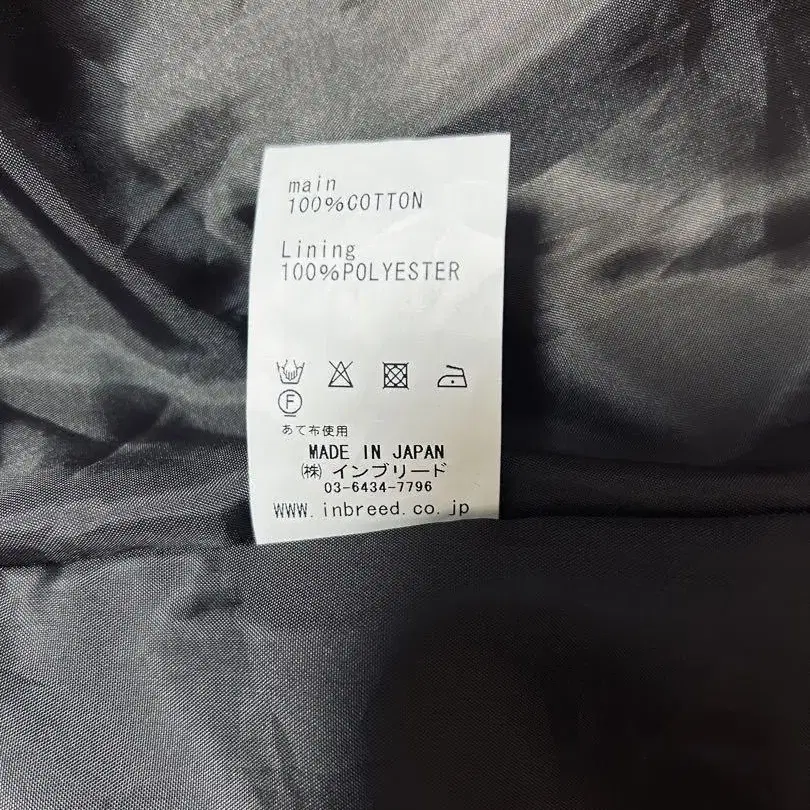 main
100%COTTON
Lining
100%POLYESTER
F
あて布使用
MADE IN JAPAN
㈱ インブリード
03-6434-7796
www.inbreed.co.jp